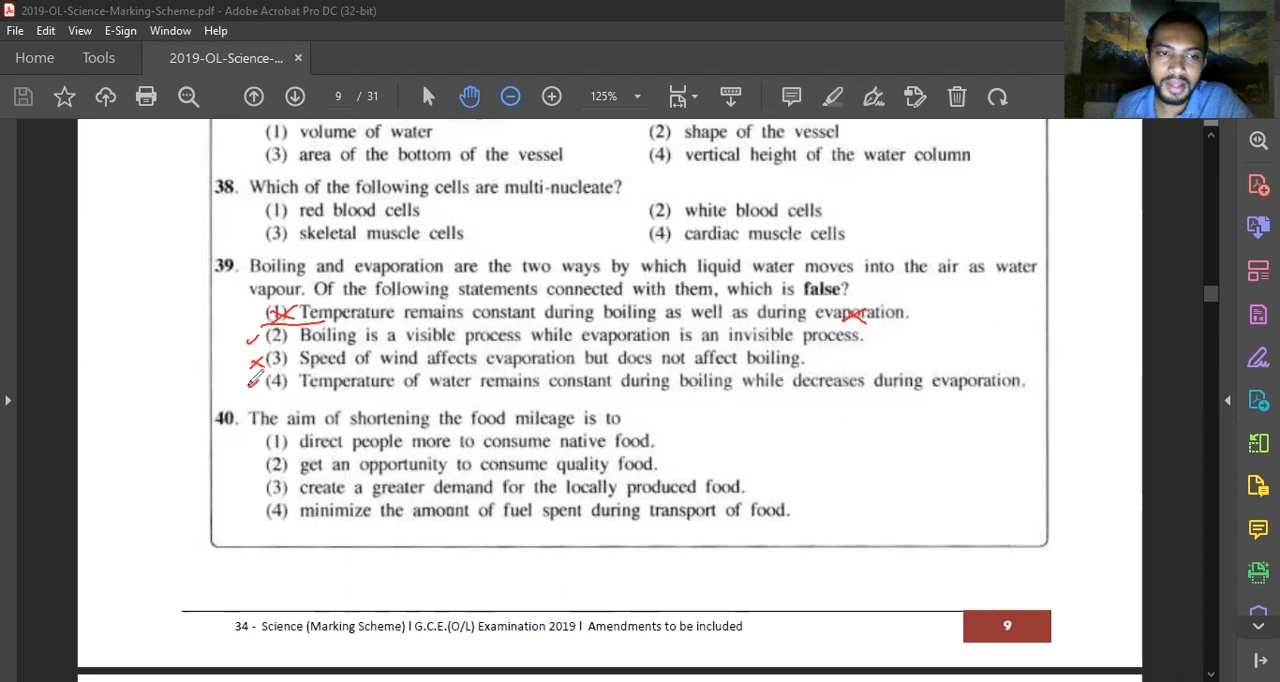 2019-OL-Science-Marking-Scheme.pdf - Adobe Acrobat Pro DC (32-bit)
File Edit View E-Sign Window Help
Home Tools 2019-OL-Science-... ×
9 / 31 125%
(1) volume of water (2) shape of the vessel
(3) area of the bottom of the vessel (4) vertical height of the water column
38. Which of the following cells are multi-nucleate?
(1) red blood cells (2) white blood cells
(3) skeletal muscle cells (4) cardiac muscle cells
39. Boiling and evaporation are the two ways by which liquid water moves into the air as water
vapour. Of the following statements connected with them, which is false?
(1) Temperature remains constant during boiling as well as during evaporation.
(2) Boiling is a visible process while evaporation is an invisible process.
(3) Speed of wind affects evaporation but does not affect boiling.
(4) Temperature of water remains constant during boiling while decreases during evaporation.
40. The aim of shortening the food mileage is to
(1) direct people more to consume native food.
(2) get an opportunity to consume quality food.
(3) create a greater demand for the locally produced food.
(4) minimize the amount of fuel spent during transport of food.
34 - Science (Marking Scheme) I G.C.E.(O/L) Examination 2019 I Amendments to be included 9